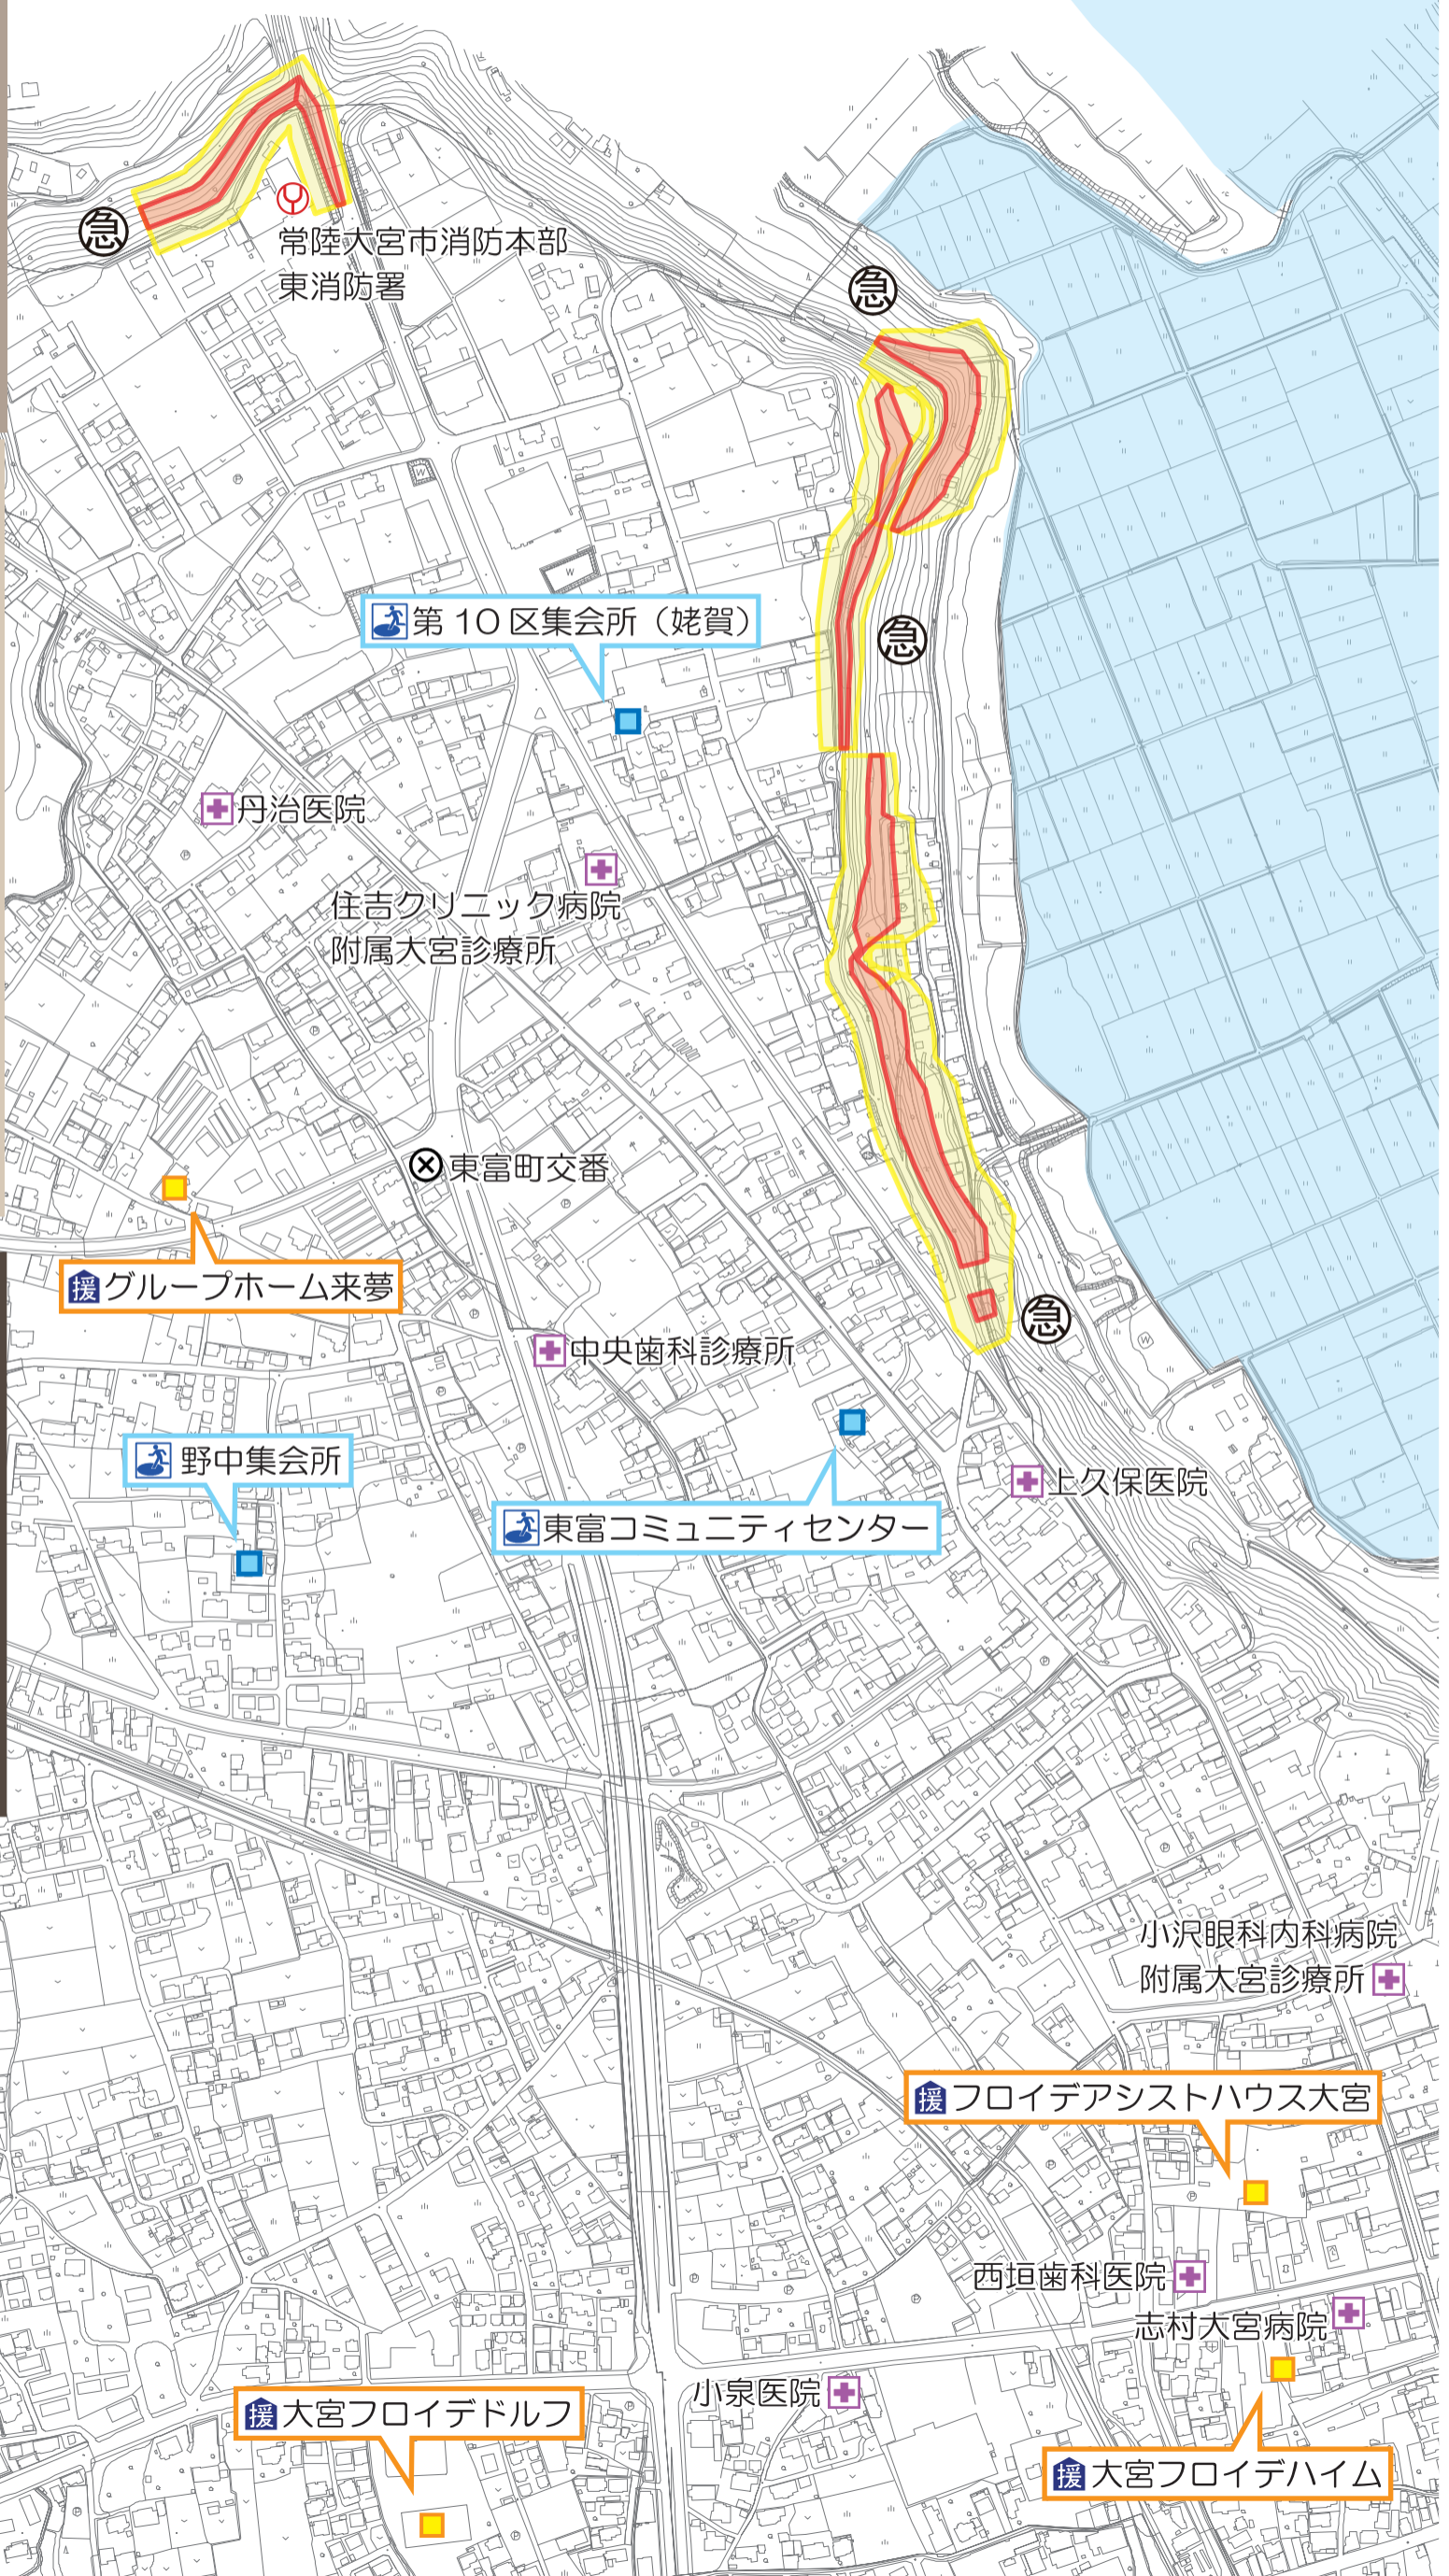 急
常陸大宮市消防本部
東消防署
急
第10区集会所（姥賀）
急
丹治医院
住吉クリニック病院
附属大宮診療所
東富町交番
援 グループホーム来夢
急
中央歯科診療所
野中集会所
上久保医院
東富コミュニティセンター
小沢眼科内科病院
附属大宮診療所
援 フロイデアシストハウス大宮
西垣歯科医院
志村大宮病院
小泉医院
援 大宮フロイデドルフ
援 大宮フロイデハイム